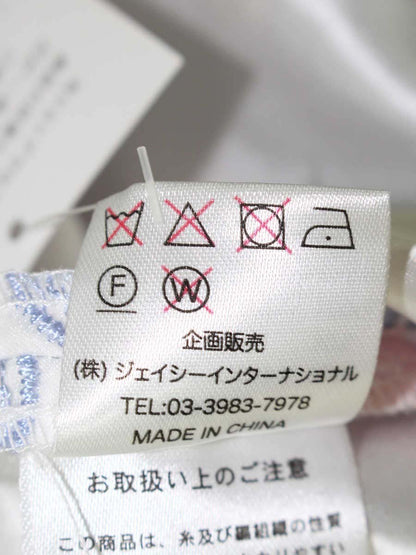 F W
企画販売
(株) ジェイシーインターナショナル
TEL:03-3983-7978
MADE IN CHINA
お取扱い上のご注意
この商品は、糸及び編組織の性質